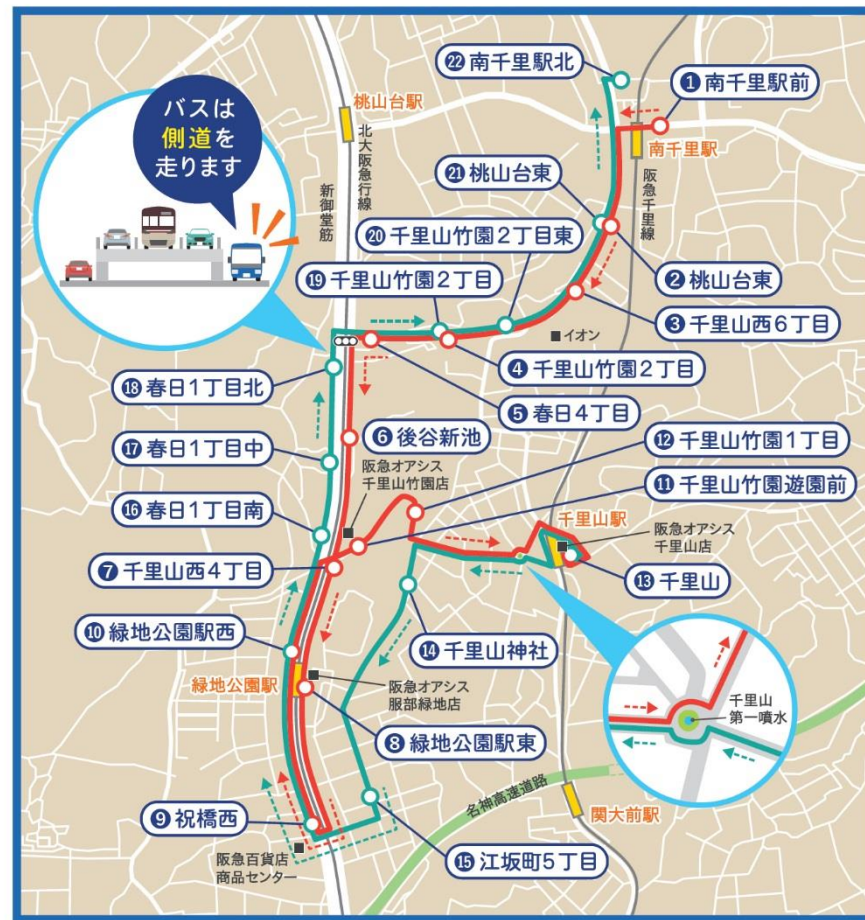 バスは
側道を
走ります
桃山台駅
北大阪急行線
新御堂筋
㉒南千里駅北
❶南千里駅前
南千里駅
阪急千里線
㉑桃山台東
⑳千里山竹園2丁目東
⑲千里山竹園2丁目
❷桃山台東
❸千里山西6丁目
■イオン
❹千里山竹園2丁目
❺春日4丁目
⑱春日1丁目北
❻後谷新池
⑫千里山竹園1丁目
⑰春日1丁目中
阪急オアシス
千里山竹園店
⑪千里山竹園遊園前
⑯春日1丁目南
千里山駅
阪急オアシス
千里山店
❼千里山西4丁目
⑬千里山
⑩緑地公園駅西
⑭千里山神社
緑地公園駅
阪急オアシス
服部緑地店
千里山
第一噴水
❽緑地公園駅東
名神高速道路
関大前駅
❾祝橋西
阪急百貨店
商品センター
⑮江坂町5丁目